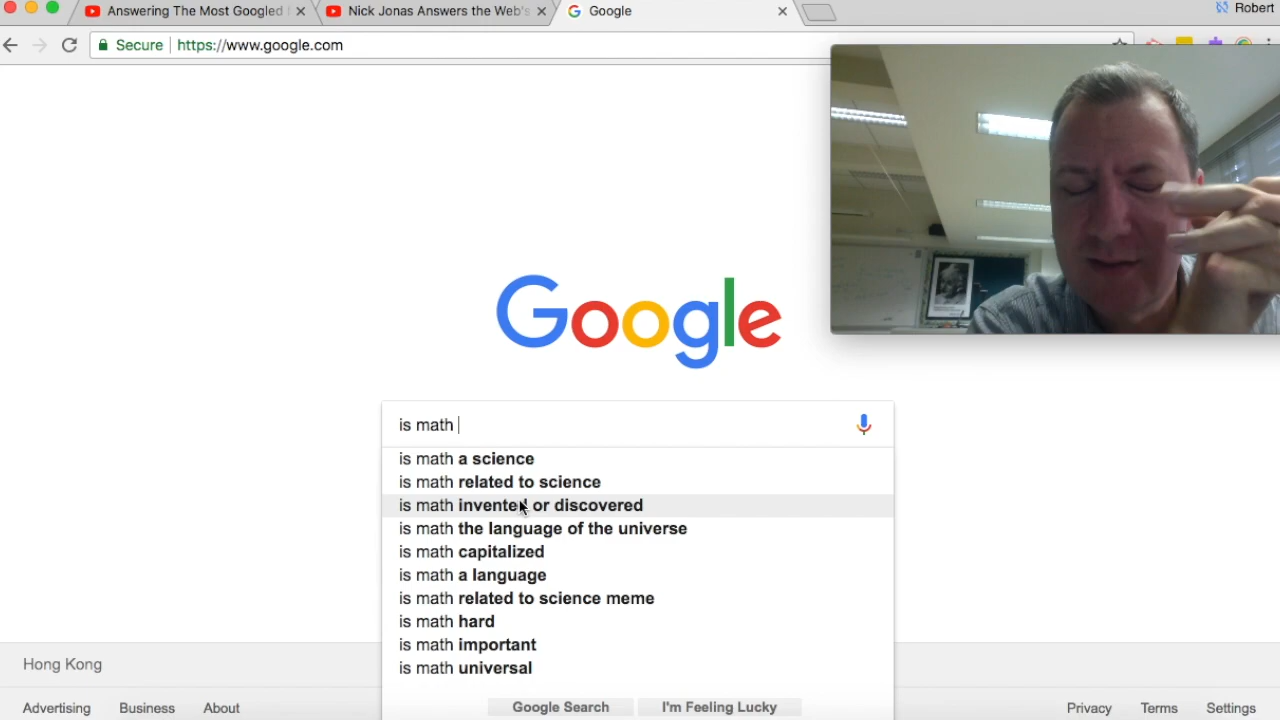 Answering The Most Googled
Nick Jonas Answers the Web's
Google
Robert
Secure
https://www.google.com
Google
is math
is math a science
is math related to science
is math invented or discovered
is math the language of the universe
is math capitalized
is math a language
is math related to science meme
is math hard
is math important
is math universal
Google Search
I'm Feeling Lucky
Hong Kong
Advertising
Business
About
Privacy
Terms
Settings